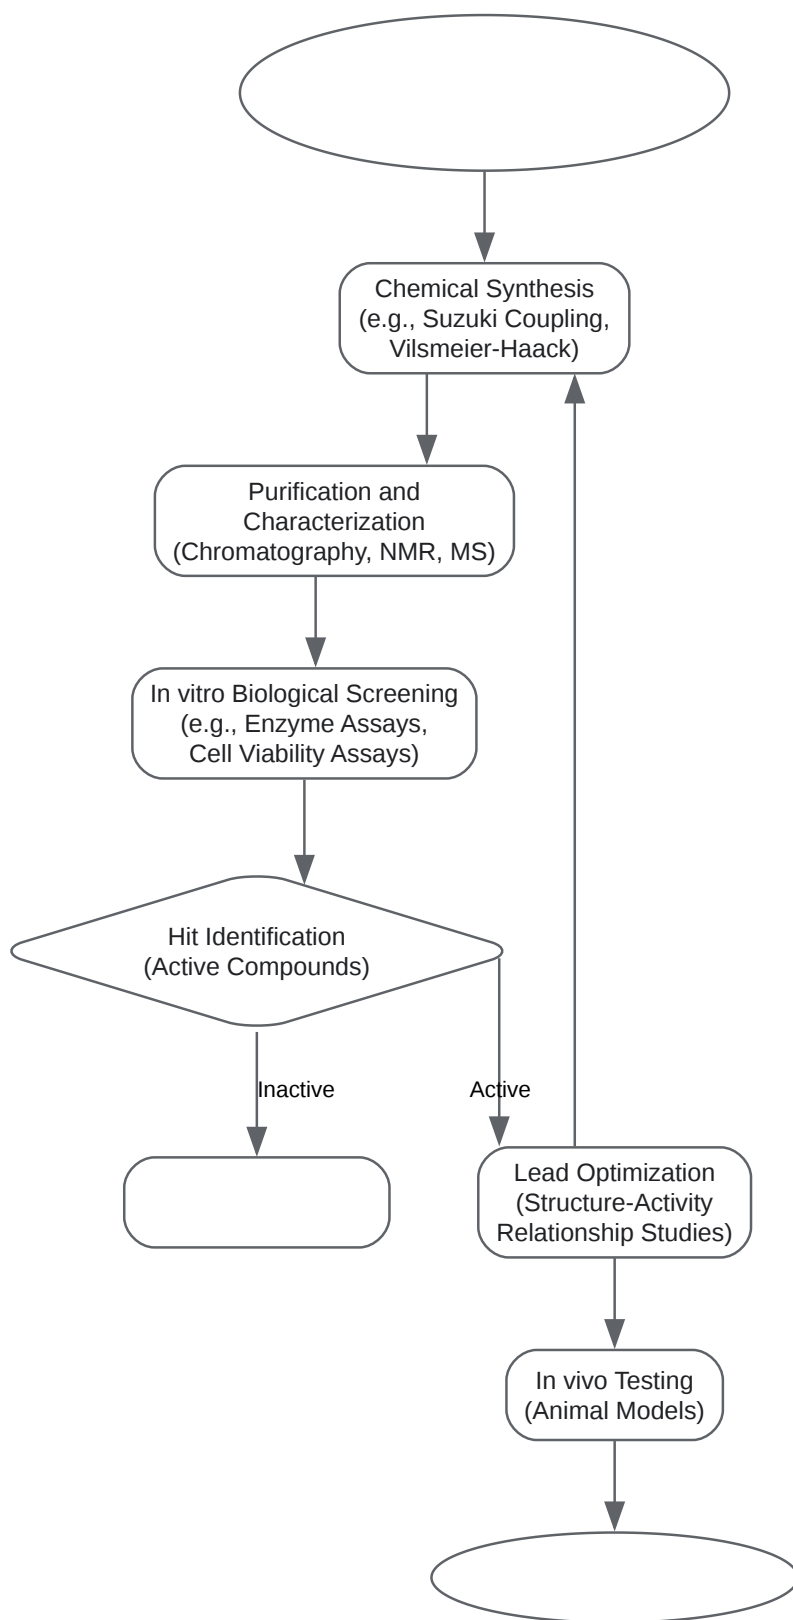 Chemical Synthesis
(e.g., Suzuki Coupling,
Vilsmeier-Haack)
Purification and
Characterization
(Chromatography, NMR, MS)
In vitro Biological Screening
(e.g., Enzyme Assays,
Cell Viability Assays)
Hit Identification
(Active Compounds)
Inactive
Active
Lead Optimization
(Structure-Activity
Relationship Studies)
In vivo Testing
(Animal Models)